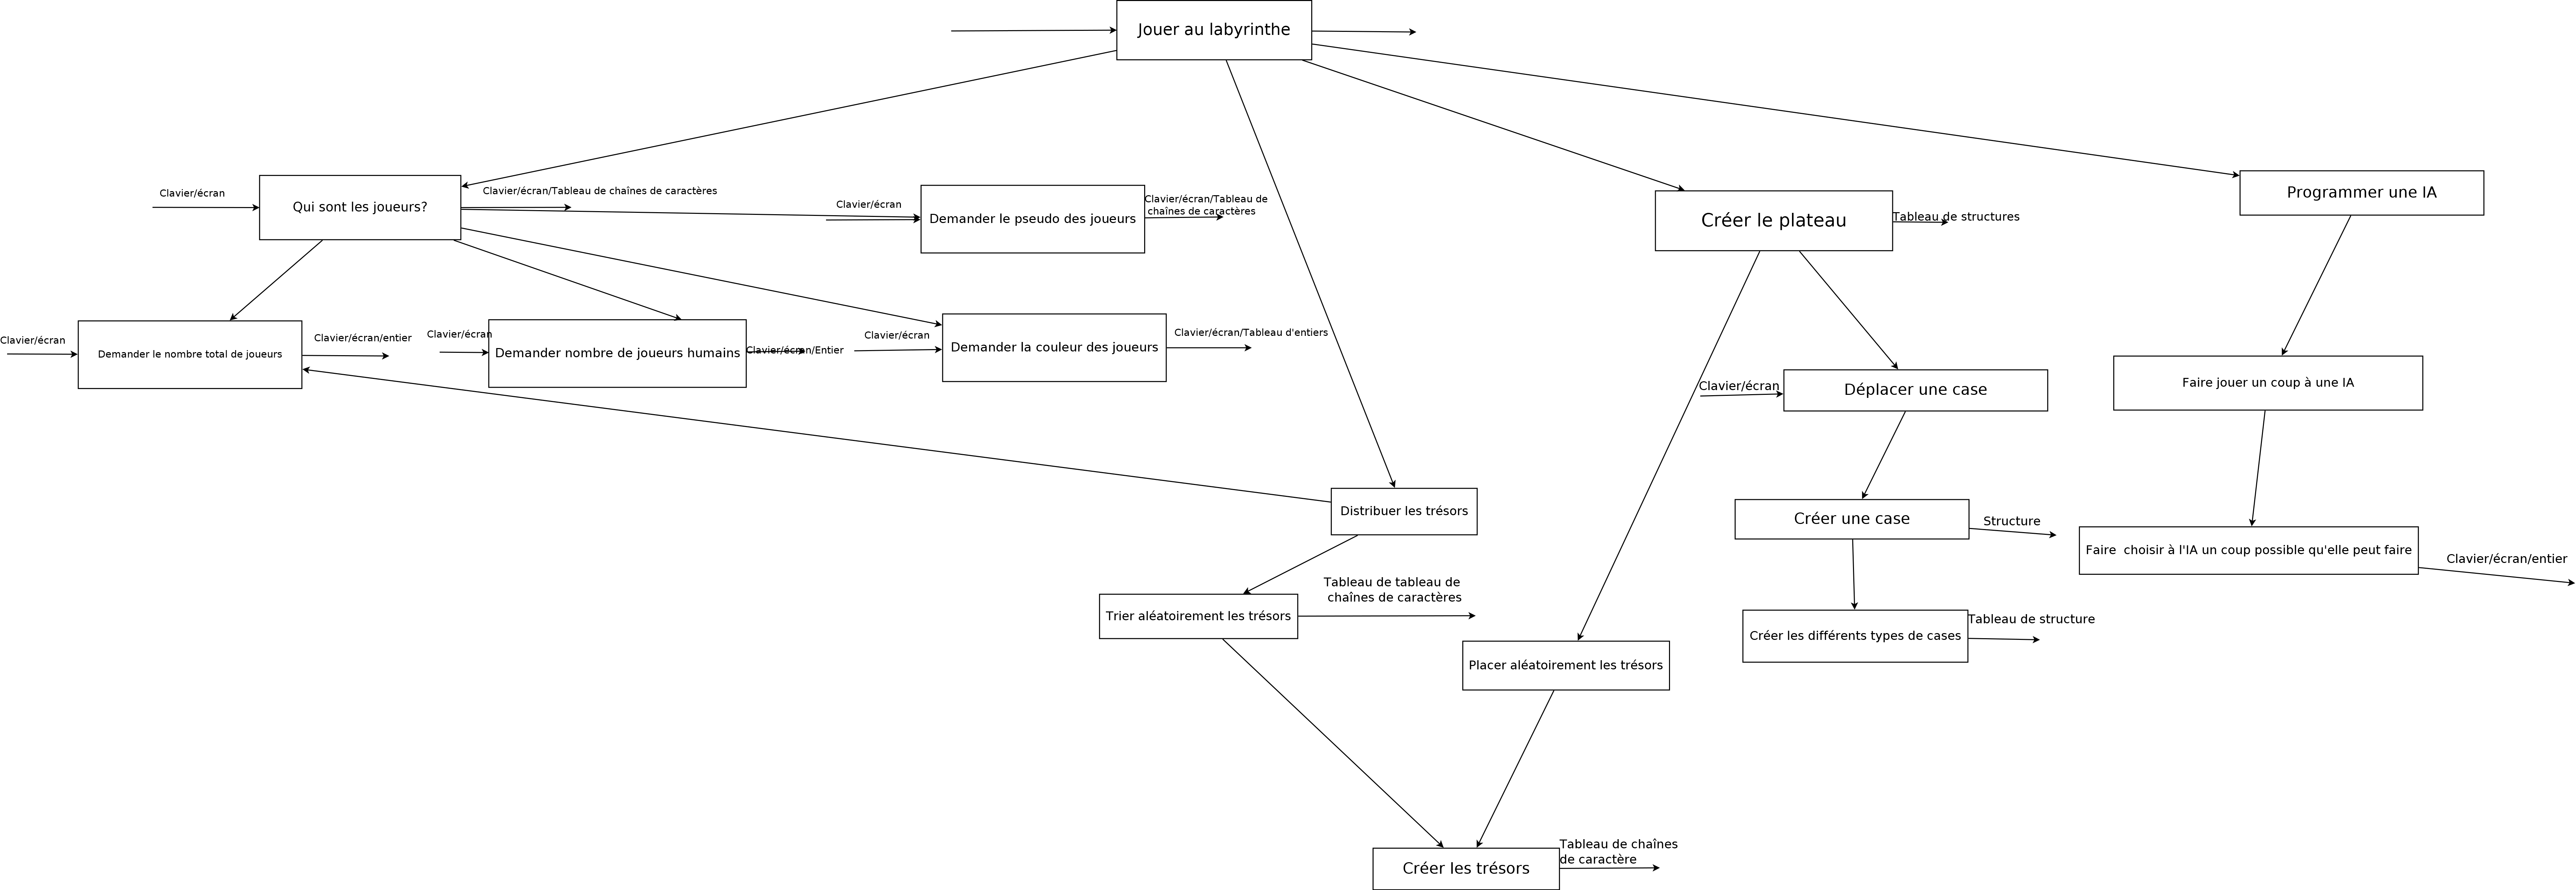 Jouer au labyrinthe
Clavier/écran
Qui sont les joueurs?
Clavier/écran/Tableau de chaînes de caractères
Clavier/écran
Demander le pseudo des joueurs
Clavier/écran/Tableau de
chaînes de caractères
Créer le plateau
Tableau de structures
Programmer une IA
Clavier/écran
Demander le nombre total de joueurs
Clavier/écran/entier
Clavier/écran
Demander nombre de joueurs humains
Clavier/écran/Entier
Clavier/écran
Demander la couleur des joueurs
Clavier/écran/Tableau d'entiers
Clavier/écran
Déplacer une case
Faire jouer un coup à une IA
Distribuer les trésors
Créer une case
Structure
Faire  choisir à l'IA un coup possible qu'elle peut faire
Clavier/écran/entier
Trier aléatoirement les trésors
Tableau de tableau de
chaînes de caractères
Placer aléatoirement les trésors
Créer les différents types de cases
Tableau de structure
Créer les trésors
Tableau de chaînes
de caractère